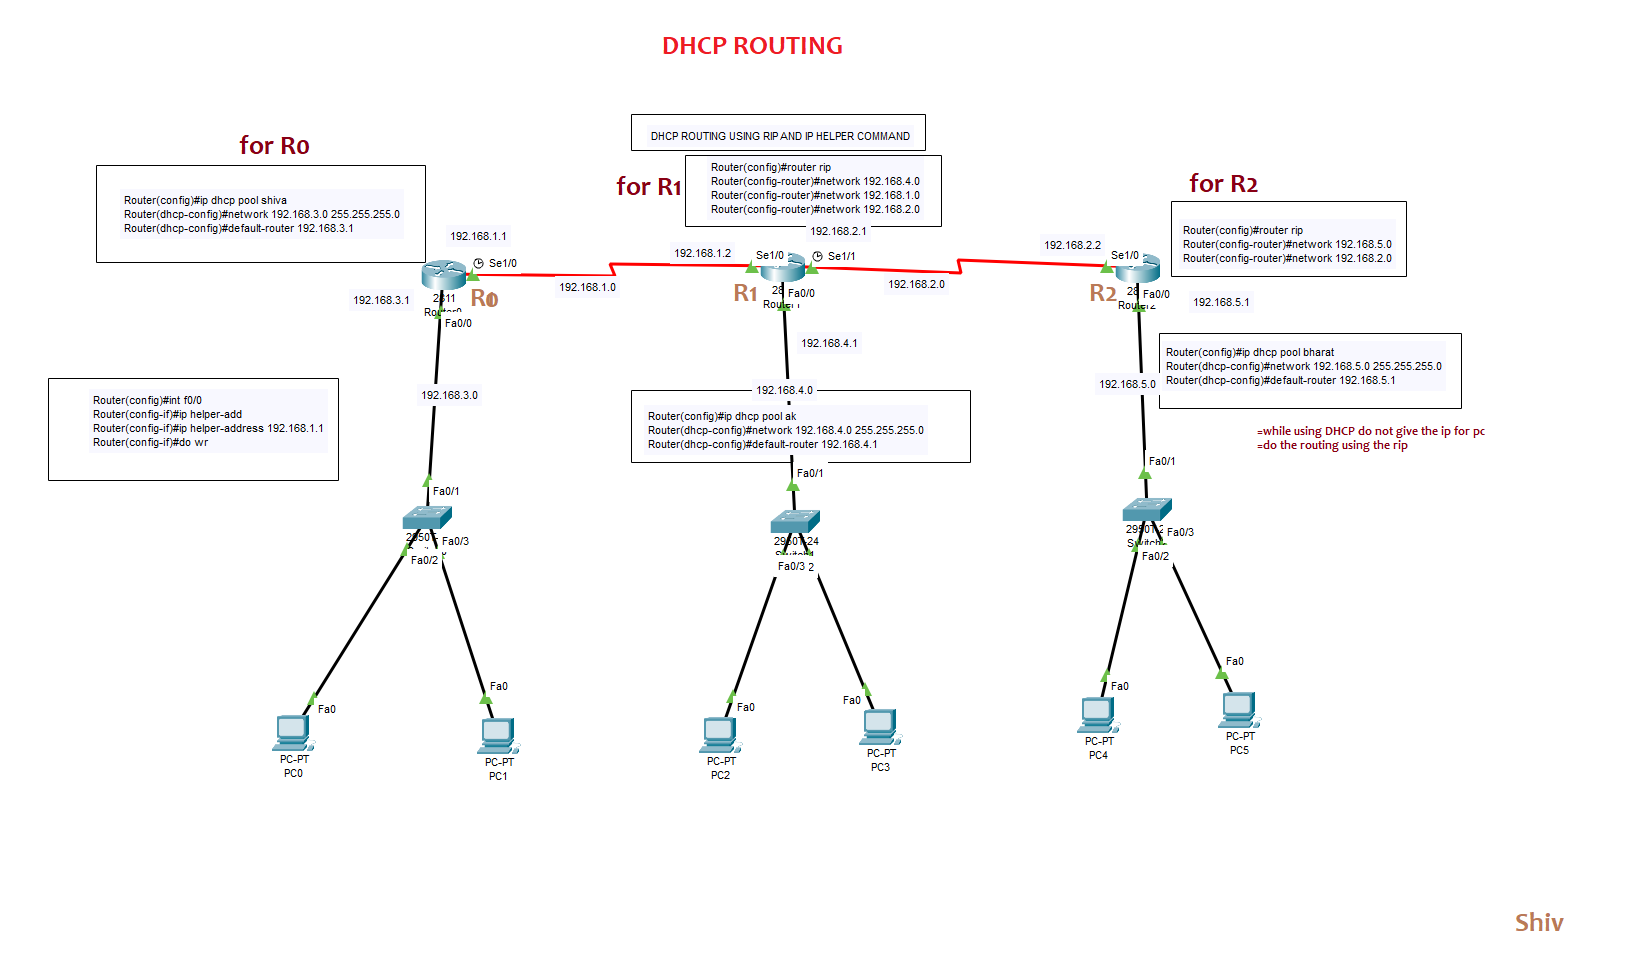 DHCP ROUTING
DHCP ROUTING USING RIP AND IP HELPER COMMAND
for R0
Router(config)#ip dhcp pool shiva
Router(dhcp-config)#network 192.168.3.0 255.255.255.0
Router(dhcp-config)#default-router 192.168.3.1
for R1
Router(config)#router rip
Router(config-router)#network 192.168.4.0
Router(config-router)#network 192.168.1.0
Router(config-router)#network 192.168.2.0
for R2
Router(config)#router rip
Router(config-router)#network 192.168.5.0
Router(config-router)#network 192.168.2.0
192.168.1.1
Se1/0
192.168.1.2
Se1/0
192.168.2.1
Se1/1
192.168.2.2
Se1/0
192.168.3.1
2811
R0
Fa0/0
192.168.1.0
R1
28
Fa0/0
192.168.2.0
R2
28
Fa0/0
192.168.5.1
192.168.4.1
Router(config)#ip dhcp pool bharat
Router(dhcp-config)#network 192.168.5.0 255.255.255.0
Router(dhcp-config)#default-router 192.168.5.1
192.168.5.0
Router(config)#int f0/0
Router(config-if)#ip helper-add
Router(config-if)#ip helper-address 192.168.1.1
Router(config-if)#do wr
192.168.3.0
192.168.4.0
Router(config)#ip dhcp pool ak
Router(dhcp-config)#network 192.168.4.0 255.255.255.0
Router(dhcp-config)#default-router 192.168.4.1
=while using DHCP do not give the ip for pc
=do the routing using the rip
Fa0/1
Fa0/1
Fa0/1
Fa0/3
Fa0/2
2950T-24
Fa0/3
2
Fa0/3
Fa0/2
Fa0
PC-PT
PC0
Fa0
PC-PT
PC1
Fa0
PC-PT
PC2
Fa0
PC-PT
PC3
Fa0
PC-PT
PC4
Fa0
PC-PT
PC5
Shiv